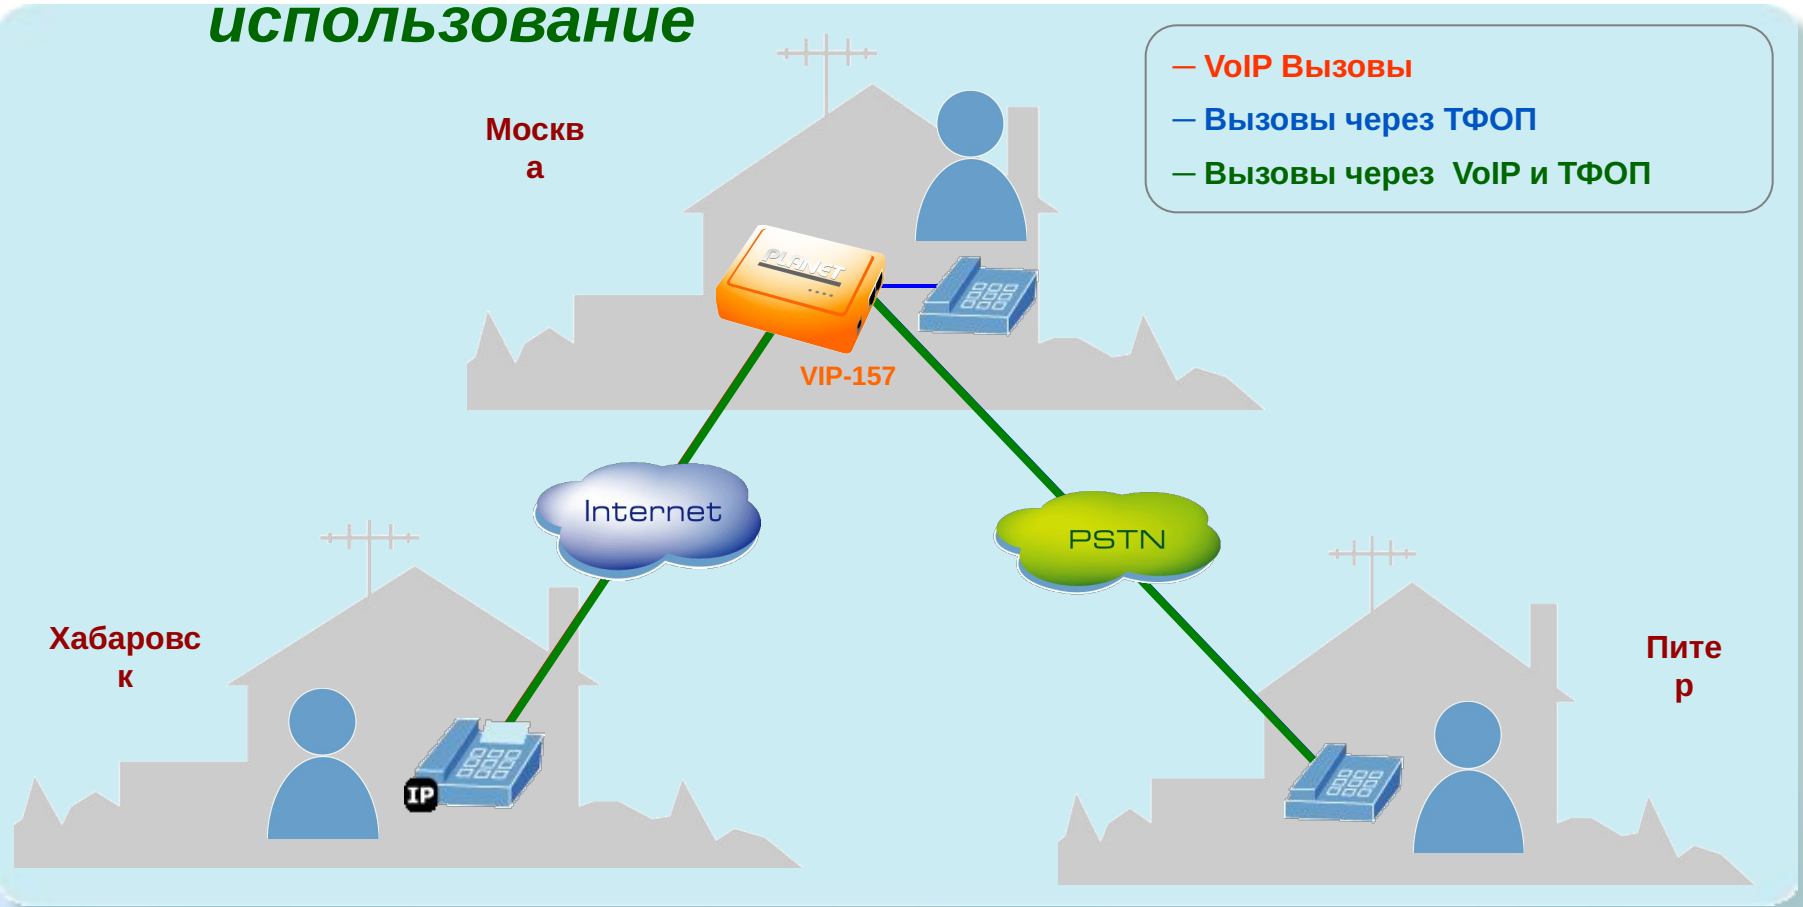 использование
— VoIP Вызовы
— Вызовы через ТФОП
— Вызовы через  VoIP и ТФОП
Москв
а
PLANET
VIP-157
Internet
PSTN
Хабаровс
к
Пите
р
IP